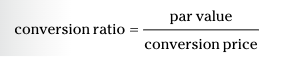 conversion ratio = par value / conversion price